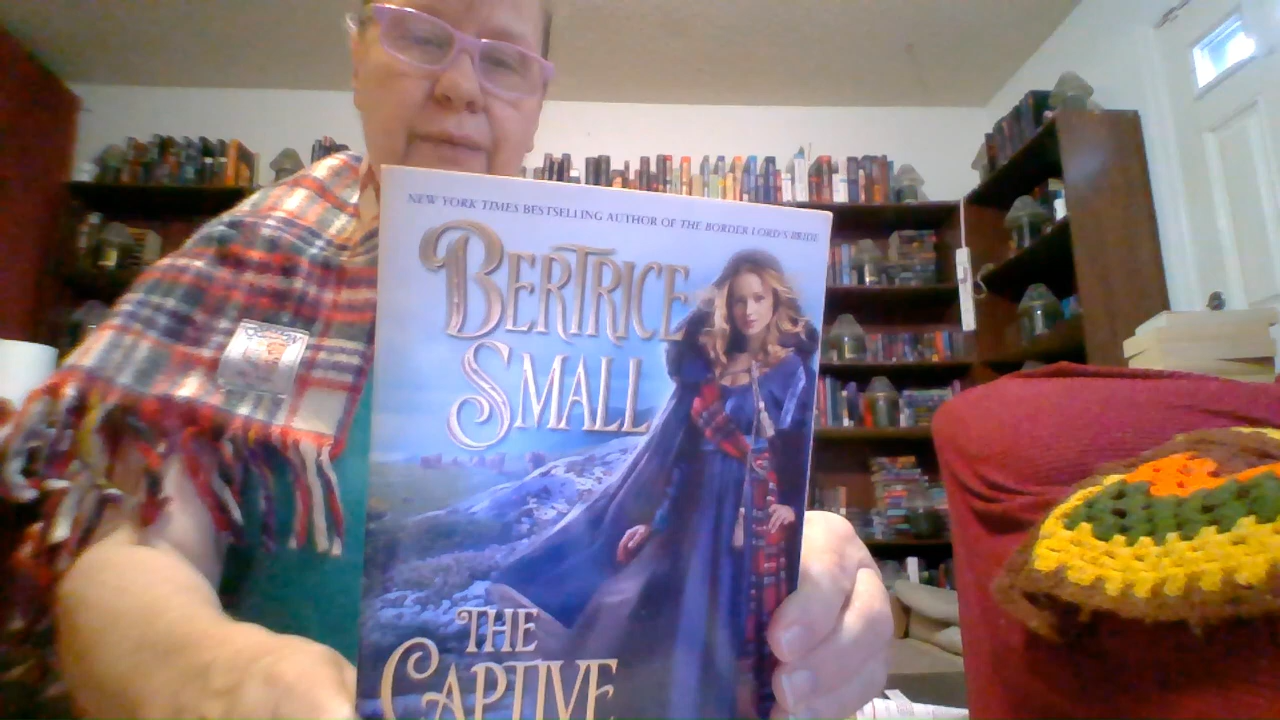 NEW YORK TIMES BESTSELLING AUTHOR OF THE BORDER LORD'S BRIDE
BERTRICE
SMALL
THE
CAPTIVE